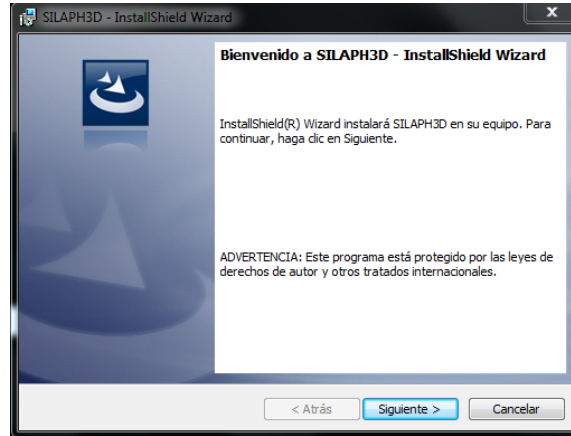 SILAPH3D - InstallShield Wizard
Bienvenido a SILAPH3D - InstallShield Wizard
InstallShield(R) Wizard instalará SILAPH3D en su equipo. Para
continuar, haga clic en Siguiente.
ADVERTENCIA: Este programa está protegido por las leyes de
derechos de autor y otros tratados internacionales.
< Atrás Siguiente > Cancelar